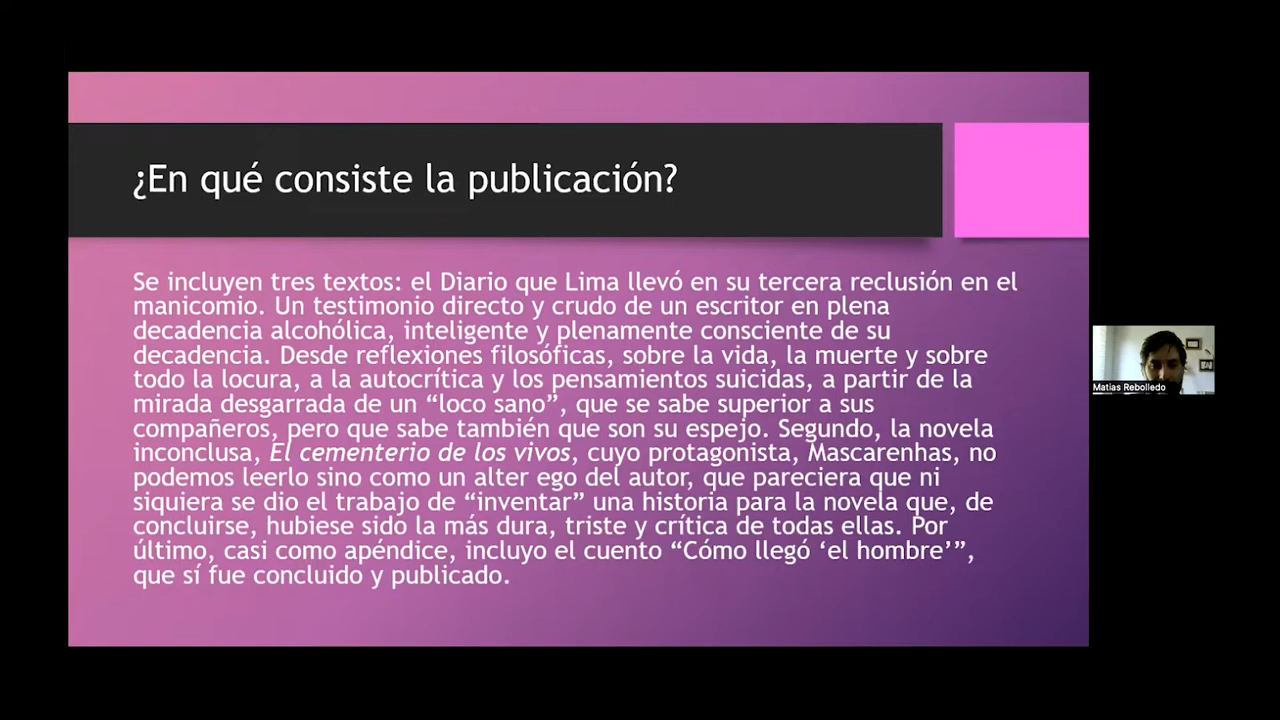 ¿En qué consiste la publicación?
Se incluyen tres textos: el Diario que Lima llevó en su tercera reclusión en el
manicomio. Un testimonio directo y crudo de un escritor en plena
decadencia alcohólica, inteligente y plenamente consciente de su
decadencia. Desde reflexiones filosóficas, sobre la vida, la muerte y sobre
todo la locura, a la autocrítica y los pensamientos suicidas, a partir de la
mirada desgarrada de un “loco sano”, que se sabe superior a sus
compañeros, pero que sabe también que son su espejo. Segundo, la novela
inconclusa, El cementerio de los vivos, cuyo protagonista, Mascarenhas, no
podemos leerlo sino como un alter ego del autor, que pareciera que ni
siquiera se dio el trabajo de “inventar” una historia para la novela que, de
concluirse, hubiese sido la más dura, triste y crítica de todas ellas. Por
último, casi como apéndice, incluyo el cuento “Cómo llegó ‘el hombre’”,
que sí fue concluido y publicado.
Matias Rebolledo